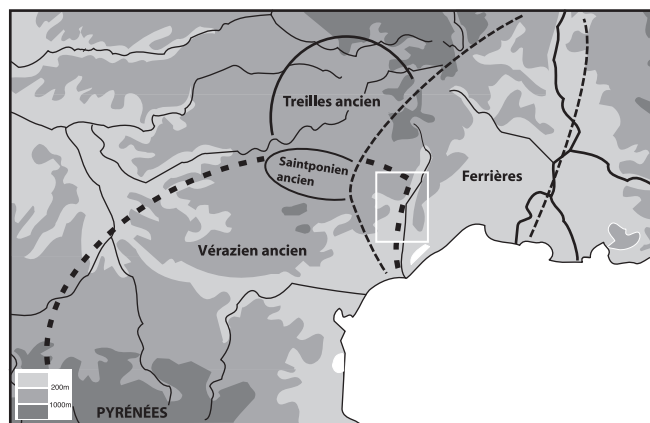 Treilles ancien
Saintponien
ancien
Ferrières
Vérazien ancien
200m
1000m
PYRÉNÉES